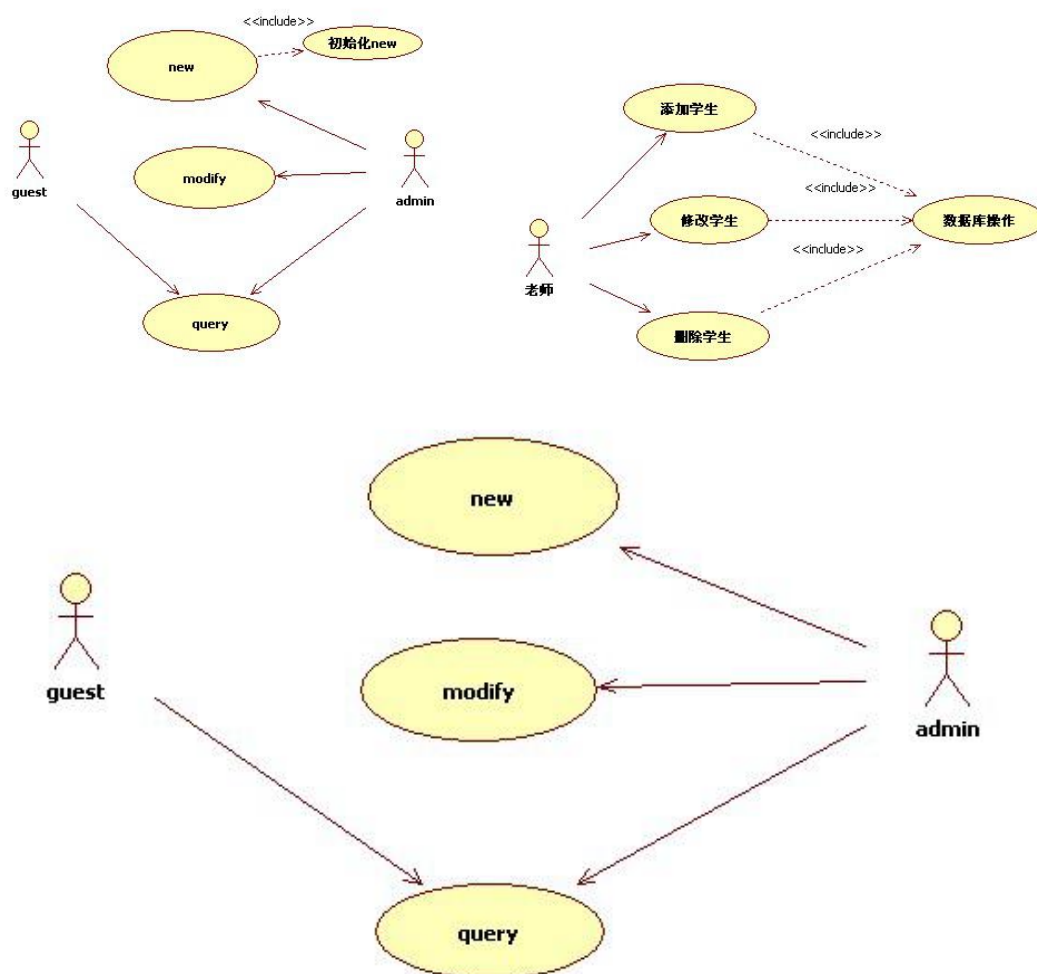 <<include>>
初始化new
new
guest
modify
admin
query
添加学生
<<include>>
<<include>>
修改学生
数据库操作
<<include>>
老师
删除学生
new
guest
modify
admin
query